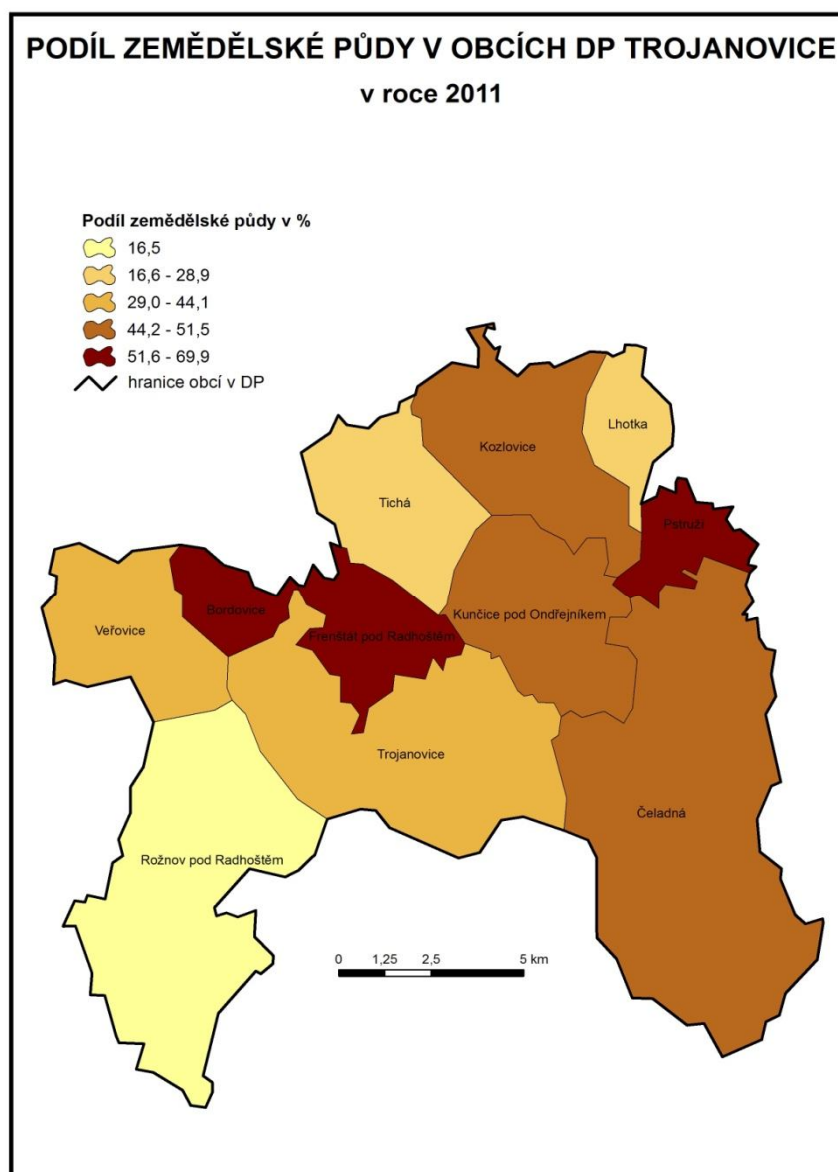 PODÍL ZEMĚDĚLSKÉ PŮDY V OBCÍCH DP TROJANOVICE
v roce 2011
Podíl zemědělské půdy v %
16,5
16,6 - 28,9
29,0 - 44,1
44,2 - 51,5
51,6 - 69,9
hranice obcí v DP
Lhotka
Kozlovice
Tichá
Pstruží
Bordovice
Kunčice pod Ondřejníkem
Veřovice
Frenštát pod Radhoštěm
Trojanovice
Čeladná
Rožnov pod Radhoštěm
0 1,25 2,5 5 km